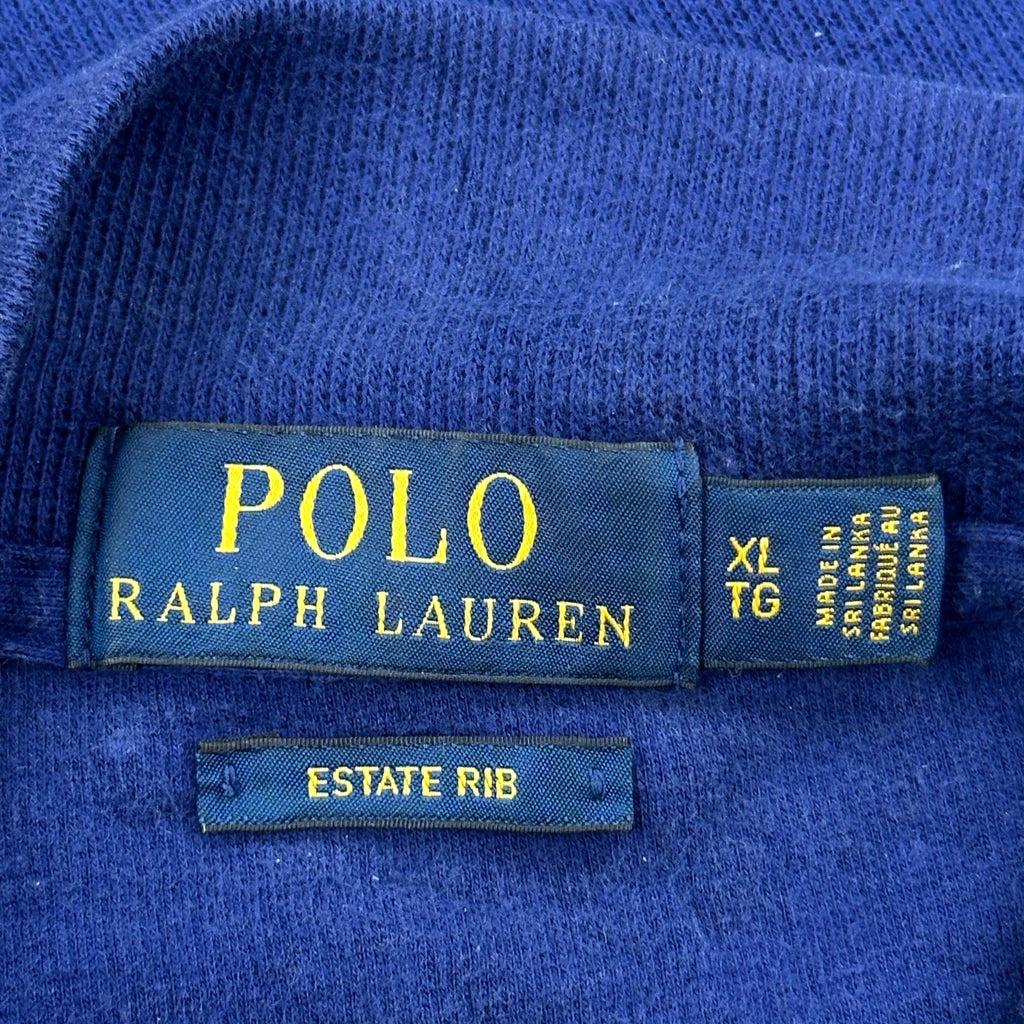 POLO
RALPH LAUREN
XL
TG
MADE IN
SRI LANKA
FABRIQUÉ AU
SRI LANKA
ESTATE RIB